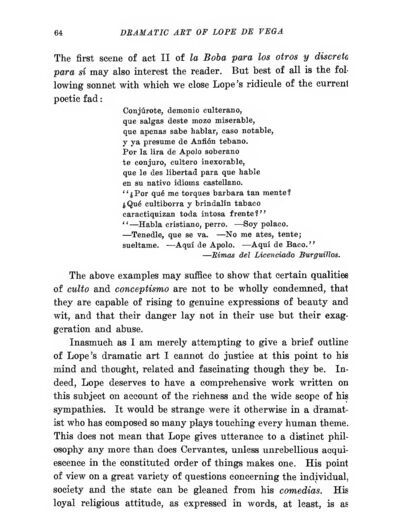 64
DRAMATIC ART OF LOPE DE VEGA
The first scene of act II of la Boba para los otros y discreta
para sí may also interest the reader. But best of all is the fol-
lowing sonnet with which we close Lope's ridicule of the current
poetic fad:
Conjúrote, demonio culterano,
que salgas deste mozo miserable,
que apenas sabe hablar, caso notable,
y ya presume de Anfión tebano.
Por la lira de Apolo soberano
te conjuro, cultero inexorable,
que le des libertad para que hable
en su nativo idioma castellano.
"¿Por qué me torques barbara tan mente?
¿Qué cultiborra y brindalín tabaco
caractiquizan toda intosa frente?"
"—Habla cristiano, perro. —Soy polaco.
—Tenedle, que se va. —No me ates, tente;
sueltame. —Aquí de Apolo. —Aquí de Baco."
—Rimas del Licenciado Burguillos.
The above examples may suffice to show that certain qualities
of culto and conceptismo are not to be wholly condemned, that
they are capable of rising to genuine expressions of beauty and
wit, and that their danger lay not in their use but their exag-
geration and abuse.
Inasmuch as I am merely attempting to give a brief outline
of Lope's dramatic art I cannot do justice at this point to his
mind and thought, related and fascinating though they be. In-
deed, Lope deserves to have a comprehensive work written on
this subject on account of the richness and the wide scope of his
sympathies. It would be strange were it otherwise in a dramat-
ist who has composed so many plays touching every human theme.
This does not mean that Lope gives utterance to a distinct phil-
osophy any more than does Cervantes, unless unrebellious acqui-
escence in the constituted order of things makes one. His point
of view on a great variety of questions concerning the individual,
society and the state can be gleaned from his comedias. His
loyal religious attitude, as expressed in words, at least, is as